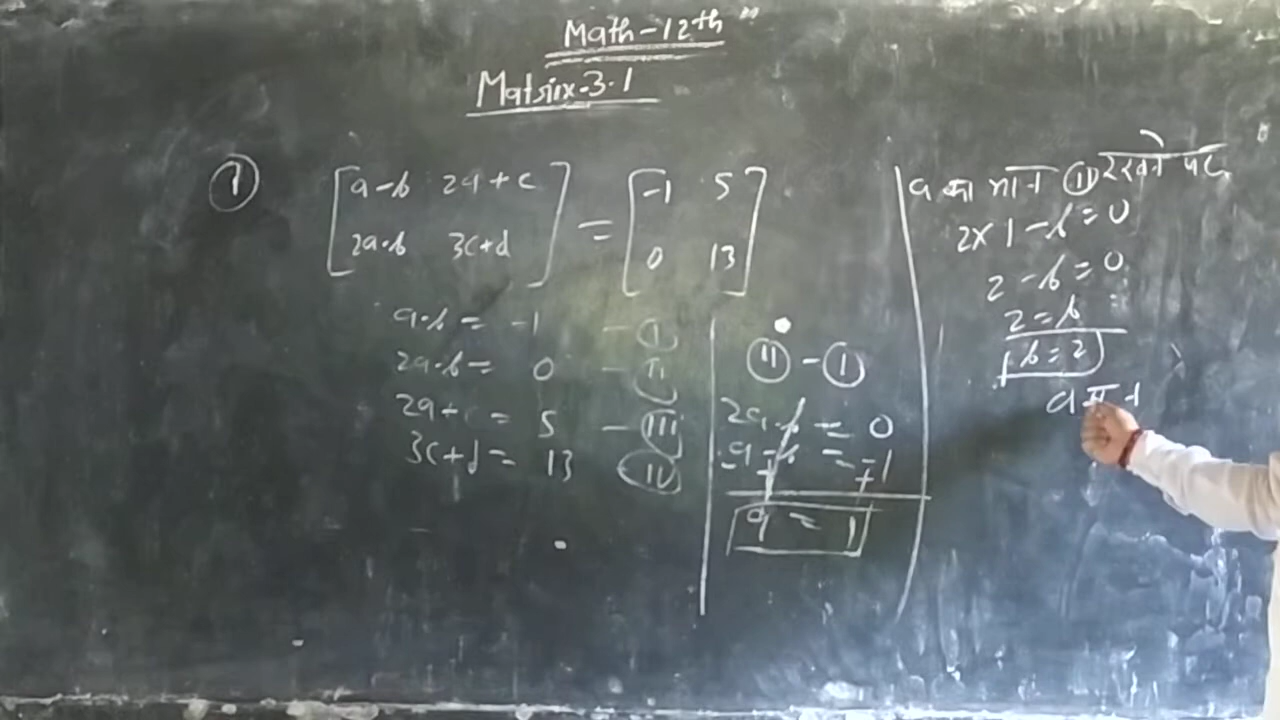 Math-12th"
Matrix-3.1
① [a-b 2a+c
2a-b 3c+d] = [-1 5
0 13]
a-b = -1 - Ⓘ
2a-b = 0 - Ⓘⓘ
2a+c = 5 - (III)
3c+d = 13 (IV)
(II) - (I)
2a-b = 0
a-b = -1
- + +
a = 1
a का मान (II) रखने पर
2x1-b=0
2-b=0
2=b
b=2
a